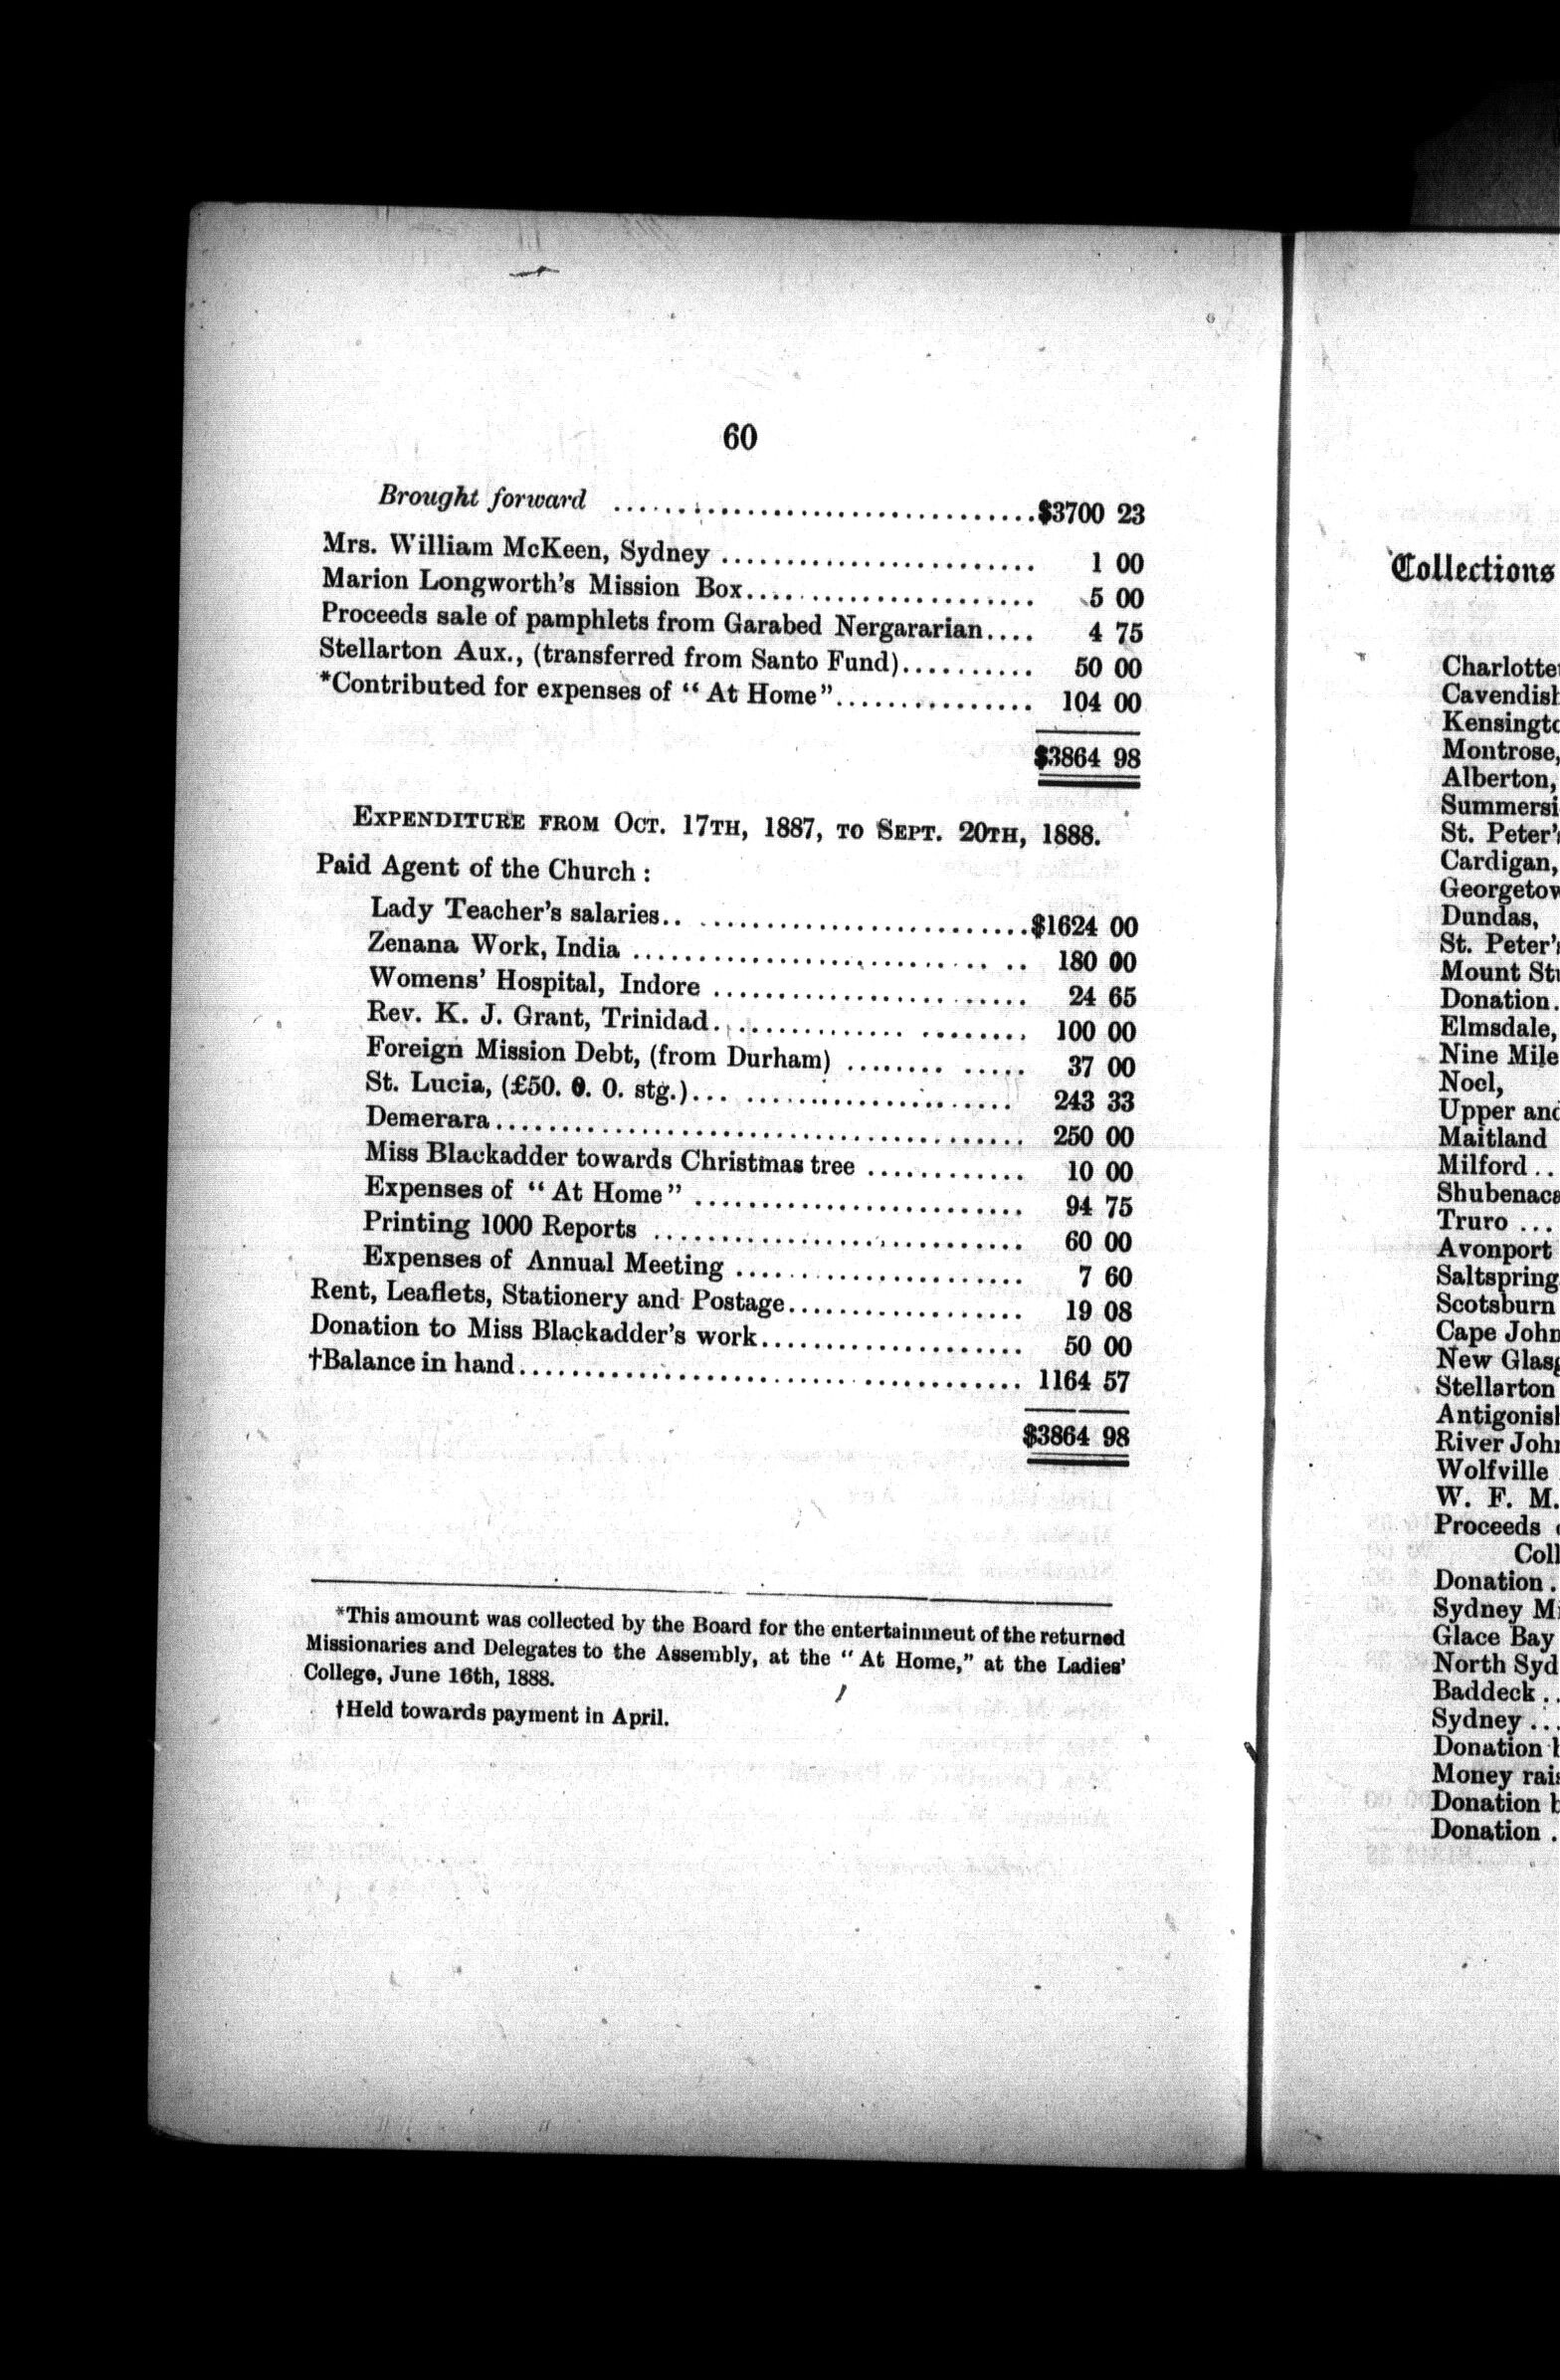 60
Brought forward ................................$3700 23
Mrs. William McKeen, Sydney ........................ 1 00
Marion Longworth's Mission Box...................... 5 00
Proceeds sale of pamphlets from Garabed Nergararian.... 4 75
Stellarton Aux., (transferred from Santo Fund).......... 50 00
*Contributed for expenses of "At Home"............... 104 00
$3864 98
EXPENDITURE FROM OCT. 17TH, 1887, TO SEPT. 20TH, 1888.
Paid Agent of the Church :
Lady Teacher's salaries.. .........................$1624 00
Zenana Work, India ............................ .. .. 180 00
Womens' Hospital, Indore ........................ 24 65
Rev. K. J. Grant, Trinidad................ ........ 100 00
Foreign Mission Debt, (from Durham) ........ ..... 37 00
St. Lucia, (£50. 0. 0. stg.)... ..................... 243 33
Demerara......................................... 250 00
Miss Blackadder towards Christmas tree ............ 10 00
Expenses of "At Home" ......................... 94 75
Printing 1000 Reports ............................ 60 00
Expenses of Annual Meeting ...................... 7 60
Rent, Leaflets, Stationery and Postage.................. 19 08
Donation to Miss Blackadder's work.................... 50 00
†Balance in hand....................................... 1164 57
$3864 98
*This amount was collected by the Board for the entertainment of the returned
Missionaries and Delegates to the Assembly, at the "At Home," at the Ladies'
College, June 16th, 1888.
†Held towards payment in April.
Collections
Charlotte
Cavendish
Kensingto
Montrose,
Alberton,
Summersi
St. Peter's
Cardigan,
Georgetow
Dundas,
St. Peter's
Mount Ste
Donation.
Elmsdale,
Nine Mile
Noel,
Upper and
Maitland
Milford..
Shubenaca
Truro ...
Avonport
Saltspring
Scotsburn
Cape John
New Glasg
Stellarton
Antigonish
River John
Wolfville
W. F. M.
Proceeds
Coll
Donation.
Sydney Mi
Glace Bay
North Syd
Baddeck..
Sydney ...
Donation b
Money rais
Donation b
Donation .